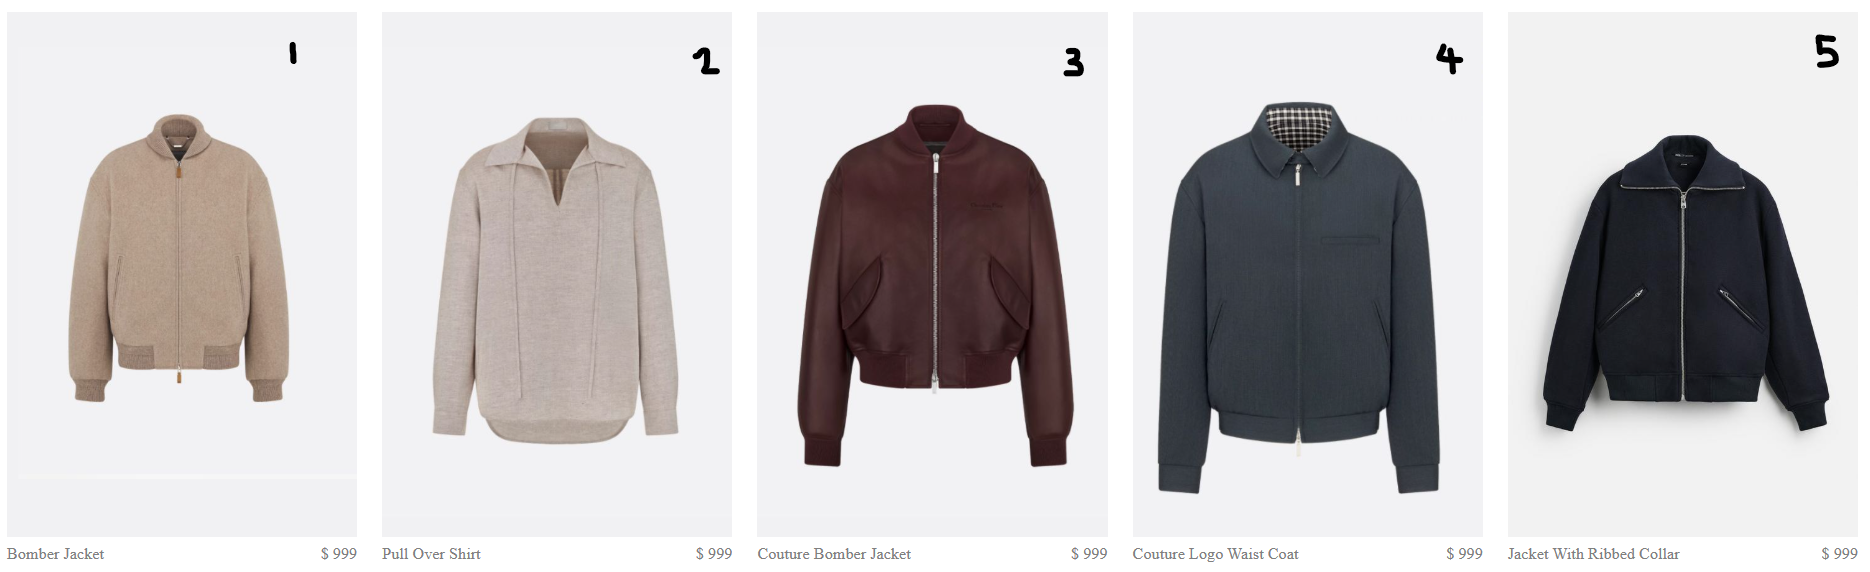 1
2
3
4
5
Bomber Jacket $ 999
Pull Over Shirt $ 999
Couture Bomber Jacket $ 999
Couture Logo Waist Coat $ 999
Jacket With Ribbed Collar $ 999